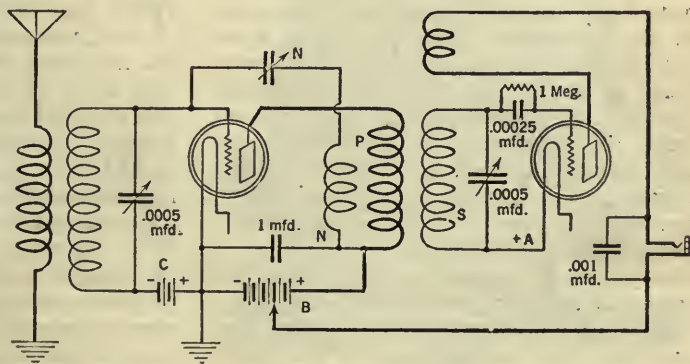 N
1 Meg.
.00025
mfd.
P
.0005
mfd.
.0005
mfd.
S
N
1 mfd.
+A
C
- +
- +
B
.001
mfd.